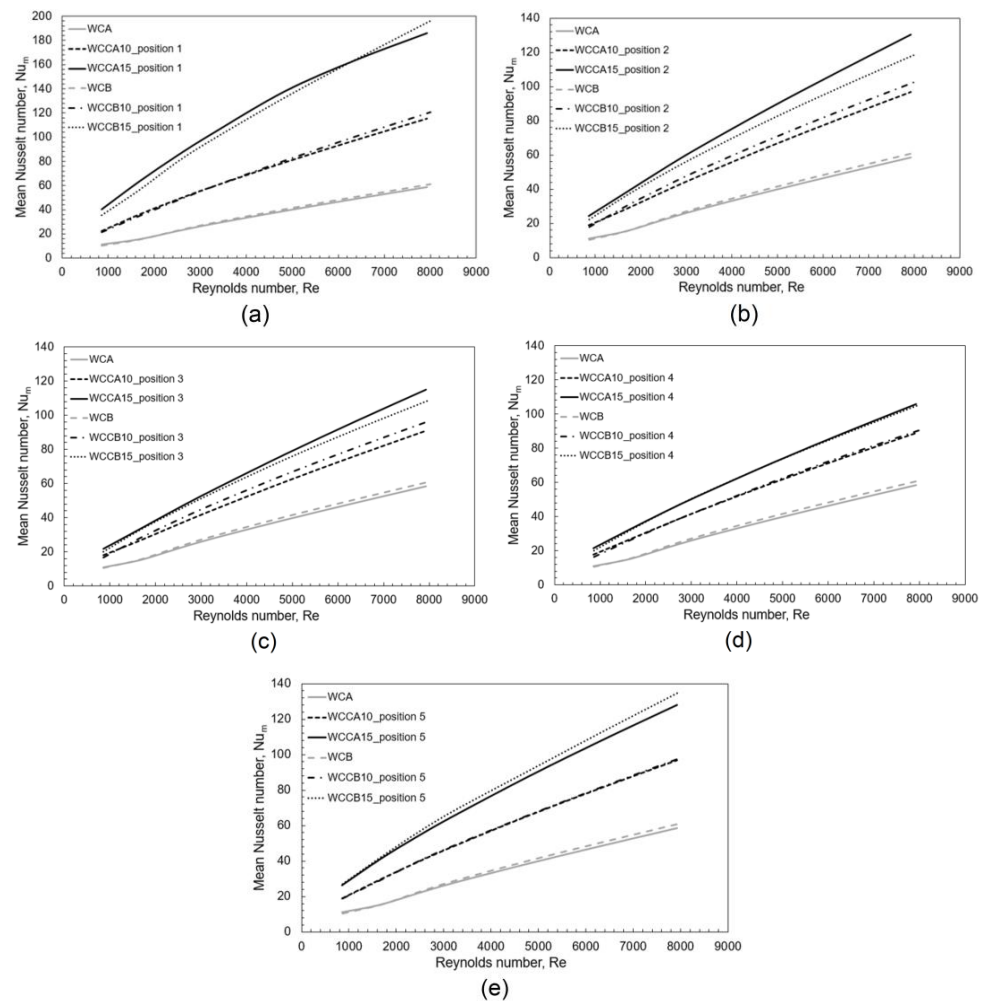 200
180
160
140
120
100
80
60
40
20
0
Mean Nusselt number, Num
WCA
WCCA10_position 1
WCCA15_position 1
WCB
WCCB10_position 1
WCCB15_position 1
0 1000 2000 3000 4000 5000 6000 7000 8000 9000
Reynolds number, Re
(a)
140
120
100
80
60
40
20
0
Mean Nusselt number, Num
WCA
WCCA10_position 2
WCCA15_position 2
WCB
WCCB10_position 2
WCCB15_position 2
0 1000 2000 3000 4000 5000 6000 7000 8000 9000
Reynolds number, Re
(b)
140
120
100
80
60
40
20
0
Mean Nusselt number, Num
WCA
WCCA10_position 3
WCCA15_position 3
WCB
WCCB10_position 3
WCCB15_position 3
0 1000 2000 3000 4000 5000 6000 7000 8000 9000
Reynolds number, Re
(c)
140
120
100
80
60
40
20
0
Mean Nusselt number, Num
WCA
WCCA10_position 4
WCCA15_position 4
WCB
WCCB10_position 4
WCCB15_position 4
0 1000 2000 3000 4000 5000 6000 7000 8000 9000
Reynolds number, Re
(d)
140
120
100
80
60
40
20
0
Mean Nusselt number, Num
WCA
WCCA10_position 5
WCCA15_position 5
WCB
WCCB10_position 5
WCCB15_position 5
0 1000 2000 3000 4000 5000 6000 7000 8000 9000
Reynolds number, Re
(e)